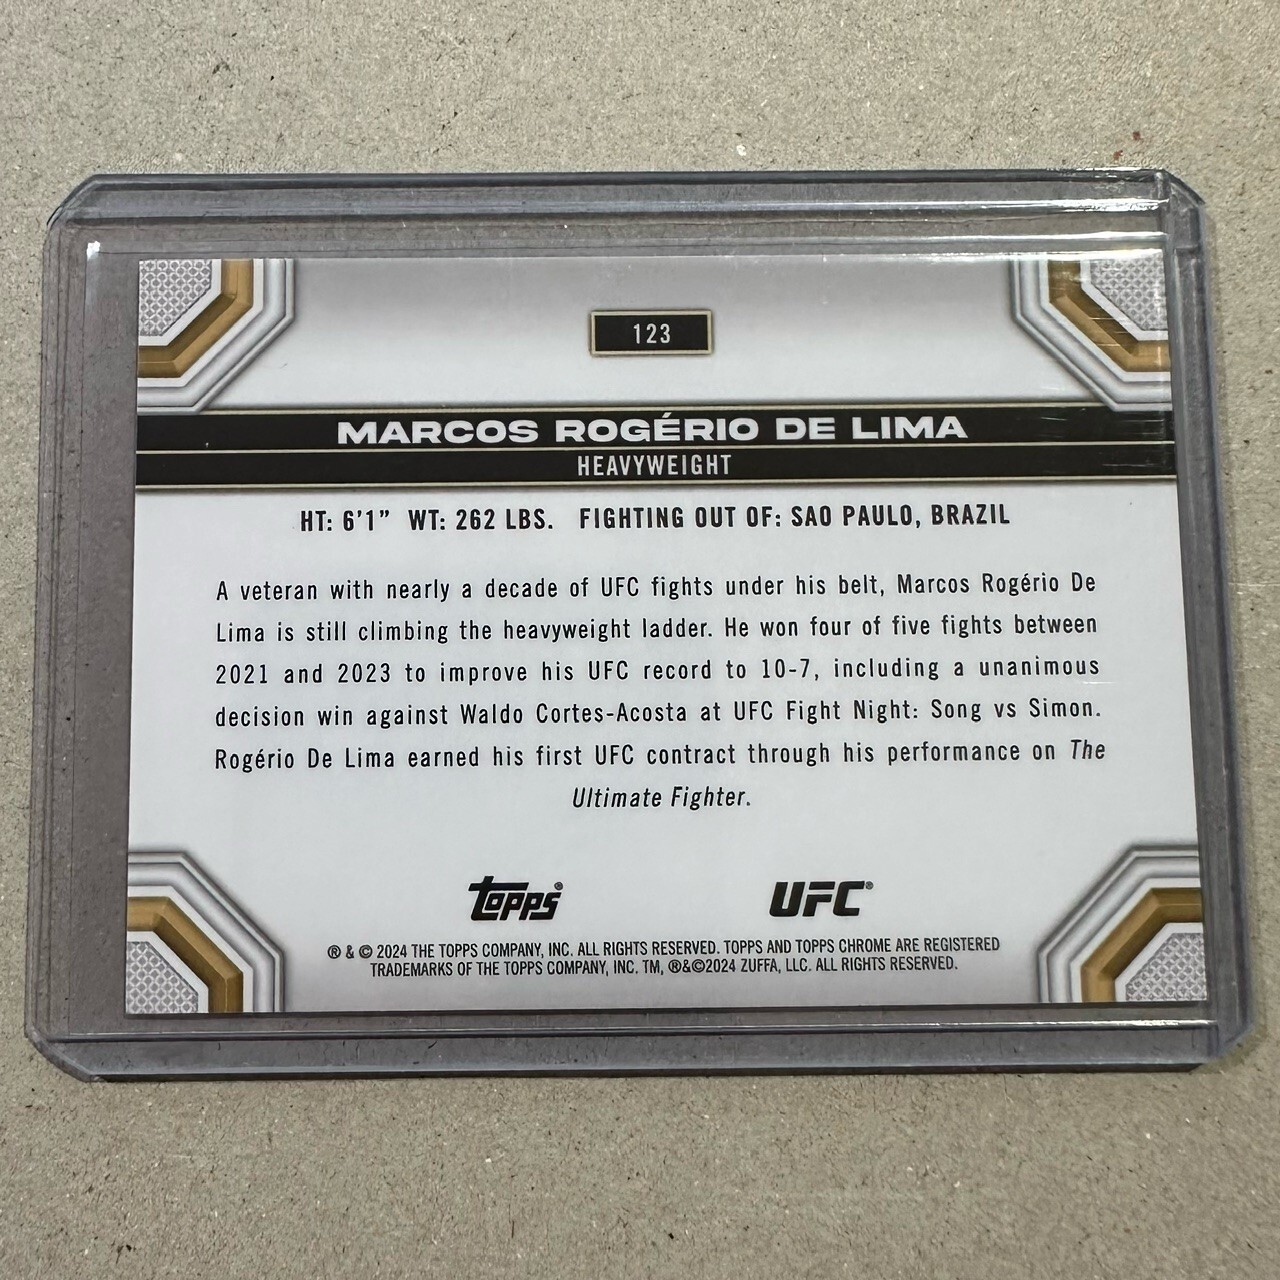 123
MARCOS ROGÉRIO DE LIMA
HEAVYWEIGHT
HT: 6'1” WT: 262 LBS. FIGHTING OUT OF: SAO PAULO, BRAZIL
A veteran with nearly a decade of UFC fights under his belt, Marcos Rogério De
Lima is still climbing the heavyweight ladder. He won four of five fights between
2021 and 2023 to improve his UFC record to 10-7, including a unanimous
decision win against Waldo Cortes-Acosta at UFC Fight Night: Song vs Simon.
Rogério De Lima earned his first UFC contract through his performance on The
Ultimate Fighter.
Topps® UFC®
® & © 2024 THE TOPPS COMPANY, INC. ALL RIGHTS RESERVED. TOPPS AND TOPPS CHROME ARE REGISTERED
TRADEMARKS OF THE TOPPS COMPANY, INC. TM, ®&©2024 ZUFFA, LLC. ALL RIGHTS RESERVED.